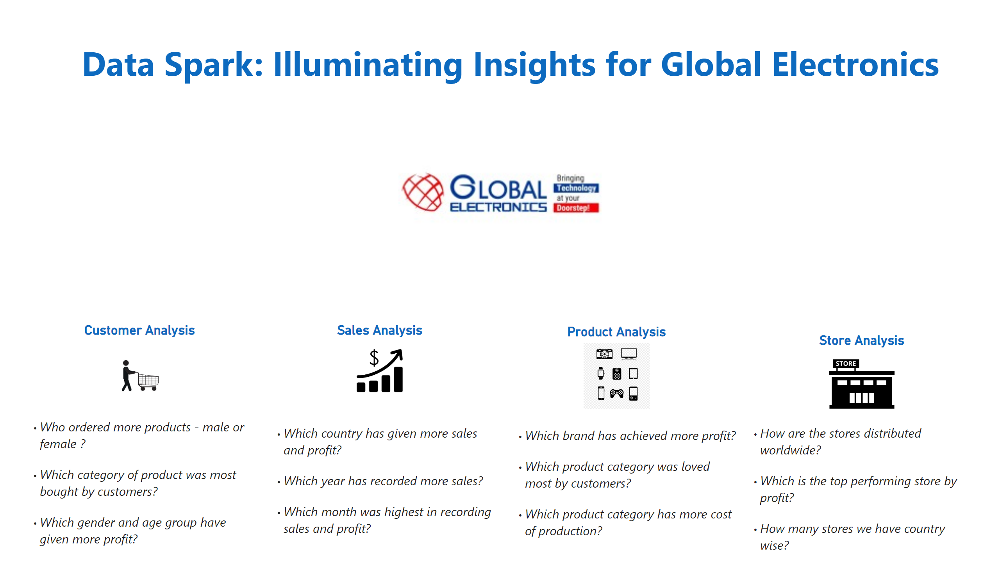 Data Spark: Illuminating Insights for Global Electronics
GLOBAL
ELECTRONICS
Bringing
Technology
at your
Doorstep!
Customer Analysis
• Who ordered more products - male or
female ?
• Which category of product was most
bought by customers?
• Which gender and age group have
given more profit?
Sales Analysis
$
• Which country has given more sales
and profit?
• Which year has recorded more sales?
• Which month was highest in recording
sales and profit?
Product Analysis
• Which brand has achieved more profit?
• Which product category was loved
most by customers?
• Which product category has more cost
of production?
Store Analysis
STORE
• How are the stores distributed
worldwide?
• Which is the top performing store by
profit?
• How many stores we have country
wise?